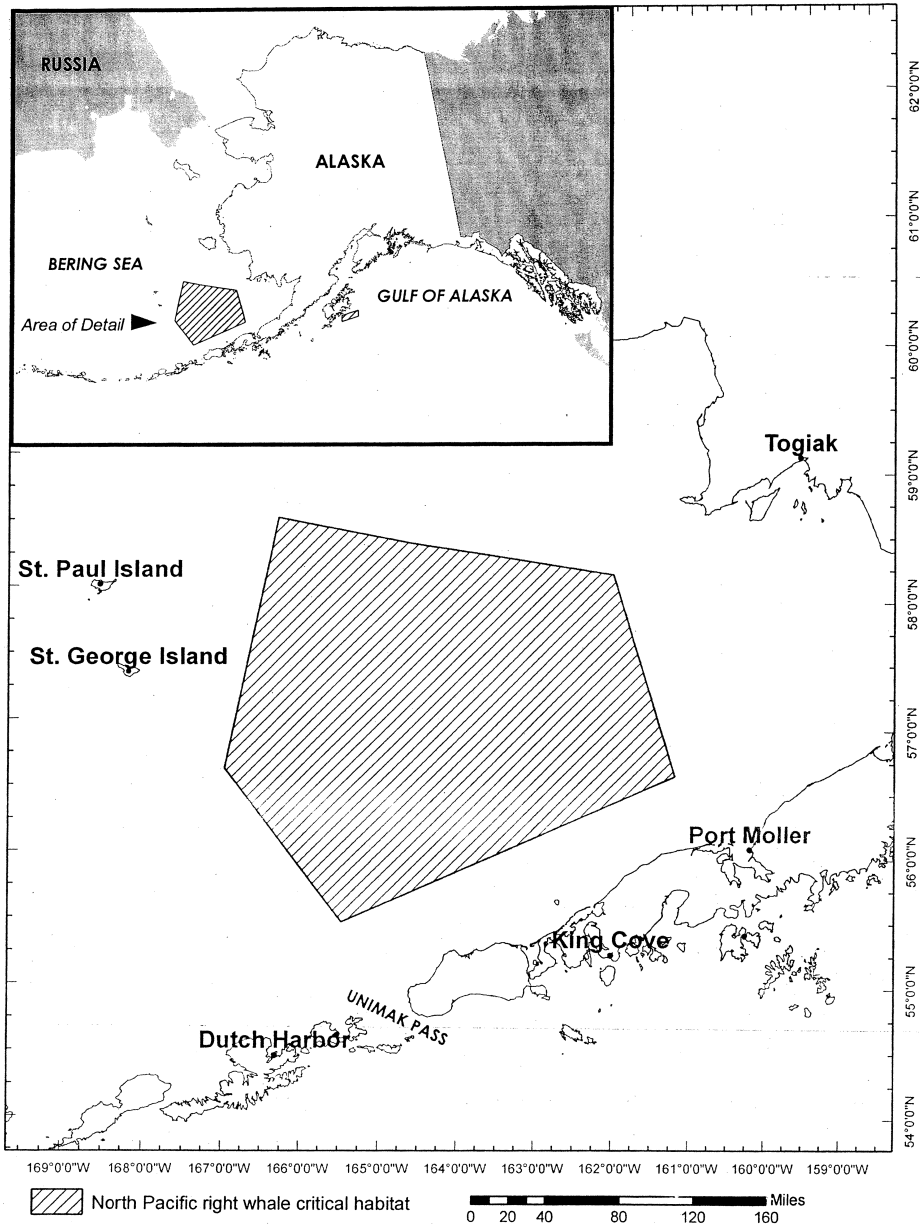 RUSSIA
ALASKA
BERING SEA
GULF OF ALASKA
Area of Detail
Togiak
St. Paul Island
St. George Island
Port Moller
King Cove
UNIMAK PASS
Dutch Harbor
62°0'0"N
61°0'0"N
60°0'0"N
59°0'0"N
58°0'0"N
57°0'0"N
56°0'0"N
55°0'0"N
54°0'0"N
169°0'0"W 168°0'0"W 167°0'0"W 166°0'0"W 165°0'0"W 164°0'0"W 163°0'0"W 162°0'0"W 161°0'0"W 160°0'0"W 159°0'0"W
North Pacific right whale critical habitat
Miles
0 20 40 80 120 160